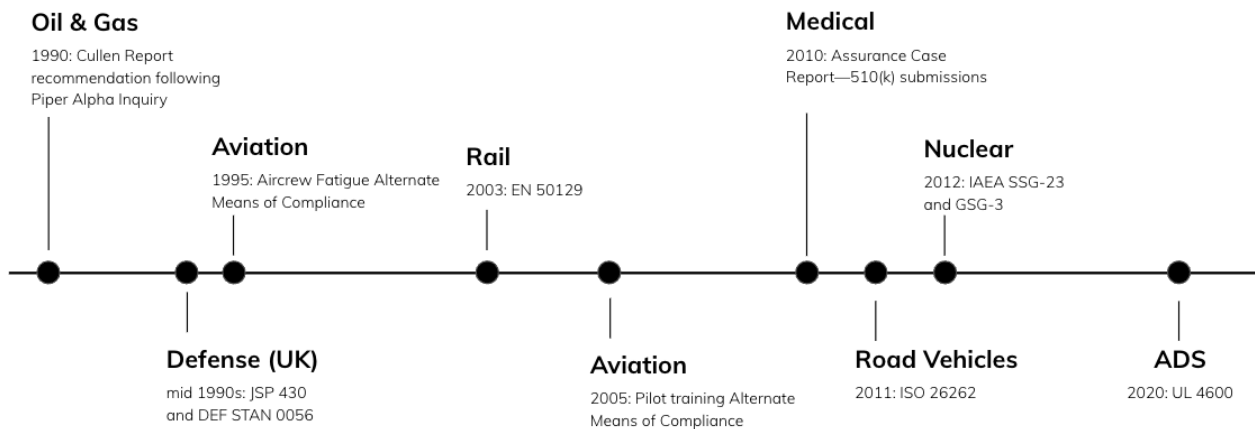 Oil & Gas
1990: Cullen Report
recommendation following
Piper Alpha Inquiry
Aviation
1995: Aircrew Fatigue Alternate
Means of Compliance
Rail
2003: EN 50129
Medical
2010: Assurance Case
Report—510(k) submissions
Nuclear
2012: IAEA SSG-23
and GSG-3
Defense (UK)
mid 1990s: JSP 430
and DEF STAN 0056
Aviation
2005: Pilot training Alternate
Means of Compliance
Road Vehicles
2011: ISO 26262
ADS
2020: UL 4600